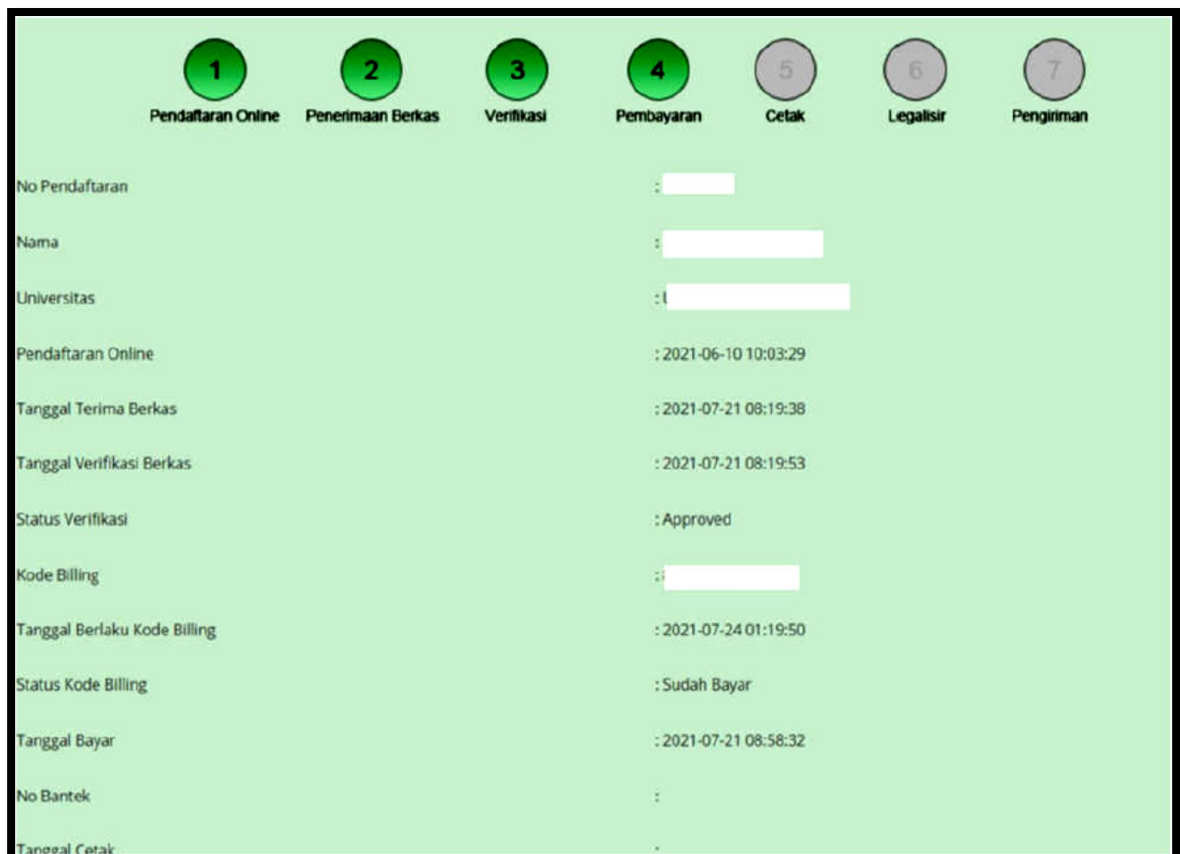 1 2 3 4 5 6 7
Pendaftaran Online Penerimaan Berkas Verifikasi Pembayaran Cetak Legalisir Pengiriman
No Pendaftaran :
Nama :
Universitas :
Pendaftaran Online : 2021-06-10 10:03:29
Tanggal Terima Berkas : 2021-07-21 08:19:38
Tanggal Verifikasi Berkas : 2021-07-21 08:19:53
Status Verifikasi : Approved
Kode Billing :
Tanggal Berlaku Kode Billing : 2021-07-24 01:19:50
Status Kode Billing : Sudah Bayar
Tanggal Bayar : 2021-07-21 08:58:32
No Bantek :
Tanggal Cetak :